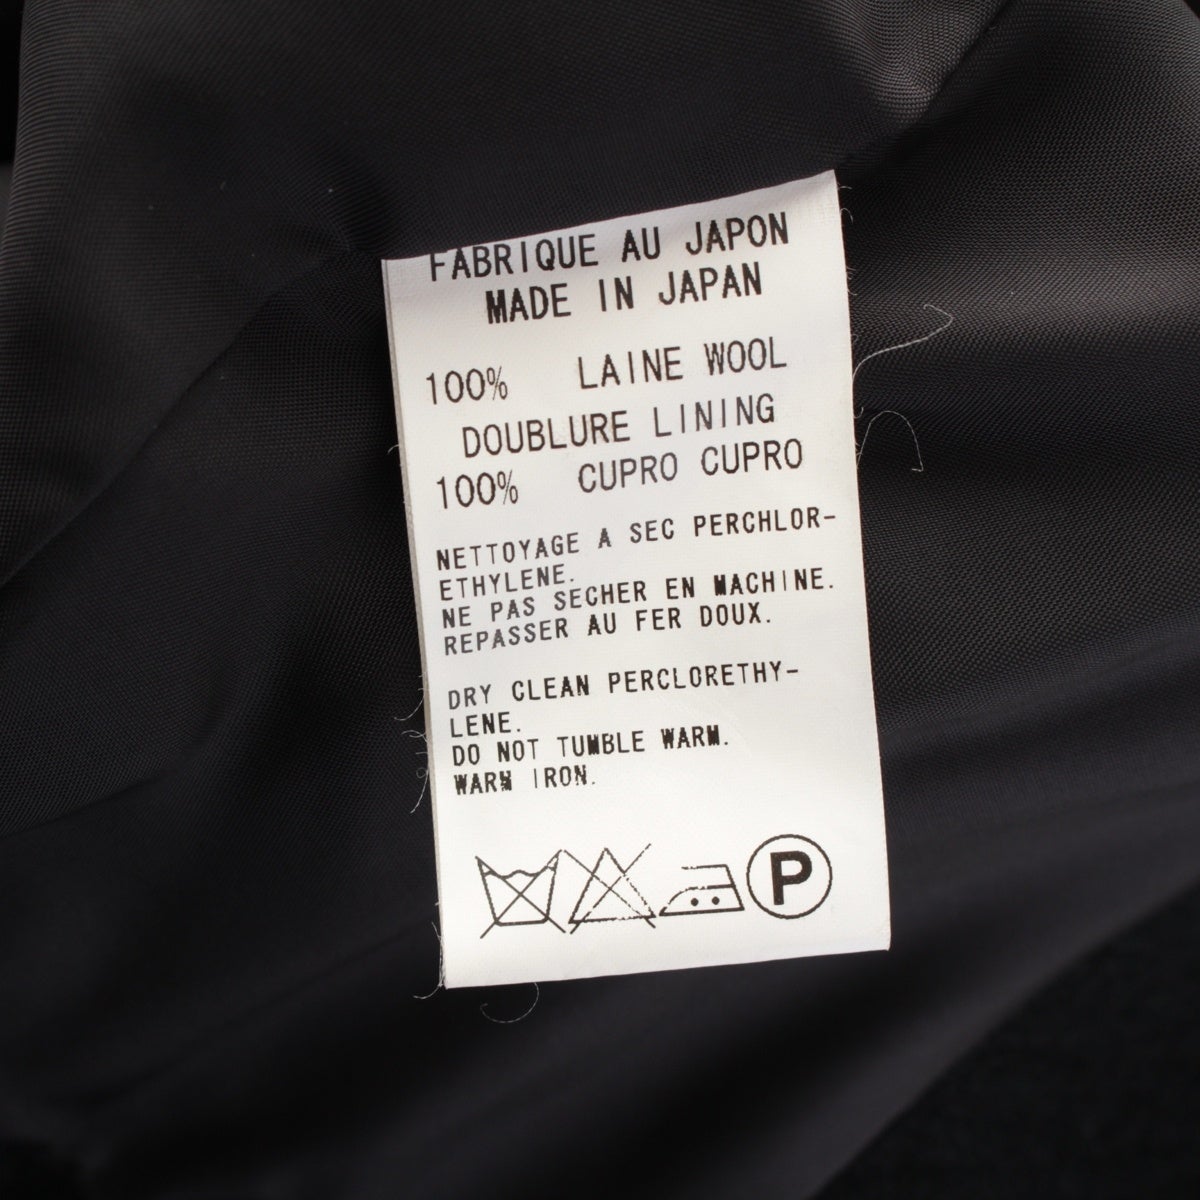 FABRIQUE AU JAPON
MADE IN JAPAN
100% LAINE WOOL
DOUBLURE LINING
100% CUPRO CUPRO
NETTOYAGE A SEC PERCHLOR-
ETHYLENE.
NE PAS SECHER EN MACHINE.
REPASSER AU FER DOUX.
DRY CLEAN PERCLORETHY-
LENE.
DO NOT TUMBLE WARM.
WARM IRON.
P